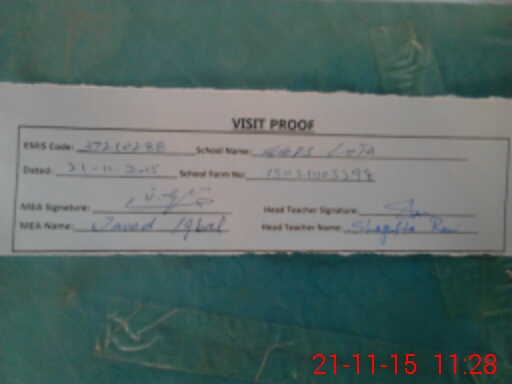 VISIT PROOF
EMIS Code: 37210288 School Name: GGPS LOTA
Dated: 21-11-2015 School Form No:
MEA Signature: Head Teacher Signature:
MEA Name: Javed Iqbal Head Teacher Name: Shagufta
21-11-15 11:28